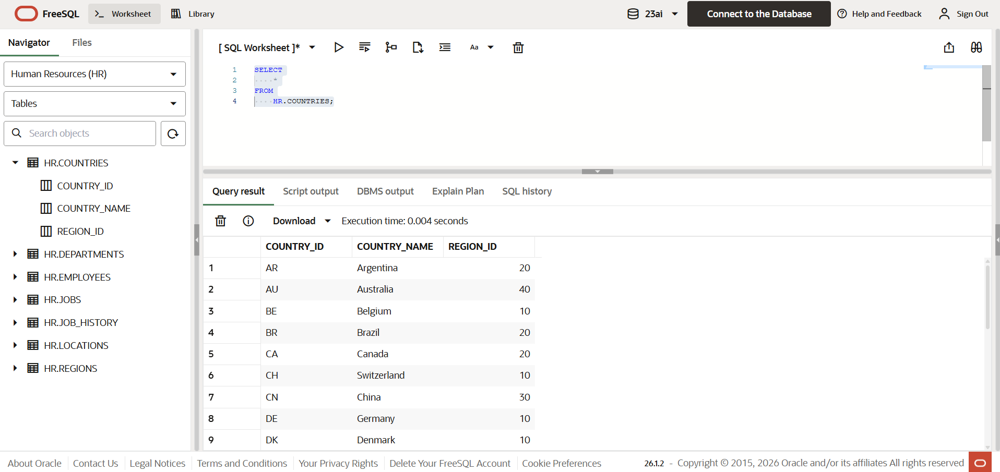 FreeSQL Worksheet Library 23ai Connect to the Database Help and Feedback Sign Out
Navigator Files
Human Resources (HR)
Tables
Search objects
HR.COUNTRIES
COUNTRY_ID
COUNTRY_NAME
REGION_ID
HR.DEPARTMENTS
HR.EMPLOYEES
HR.JOBS
HR.JOB_HISTORY
HR.LOCATIONS
HR.REGIONS
[ SQL Worksheet ]* Aa
1 SELECT
2 *
3 FROM
4 HR.COUNTRIES;
Query result Script output DBMS output Explain Plan SQL history
Download Execution time: 0.004 seconds
COUNTRY_ID COUNTRY_NAME REGION_ID
1 AR Argentina 20
2 AU Australia 40
3 BE Belgium 10
4 BR Brazil 20
5 CA Canada 20
6 CH Switzerland 10
7 CN China 30
8 DE Germany 10
9 DK Denmark 10
About Oracle Contact Us Legal Notices Terms and Conditions Your Privacy Rights Delete Your FreeSQL Account Cookie Preferences 26.1.2 - Copyright © 2015, 2026 Oracle and/or its affiliates All rights reserved